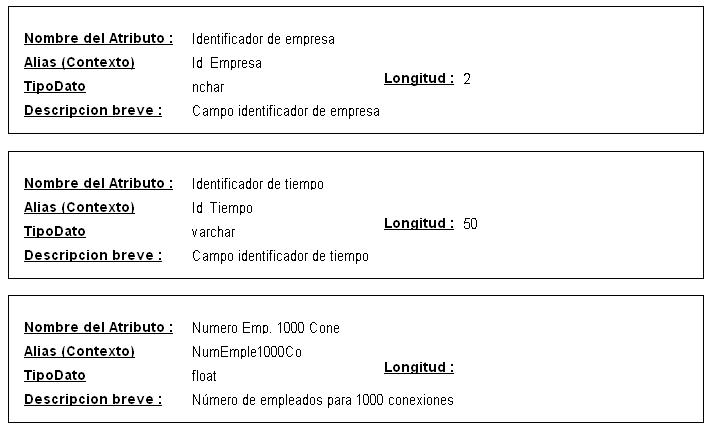 Nombre del Atributo : Identificador de empresa
Alias (Contexto) Id Empresa
TipoDato nchar Longitud : 2
Descripcion breve : Campo identificador de empresa
Nombre del Atributo : Identificador de tiempo
Alias (Contexto) Id Tiempo
TipoDato varchar Longitud : 50
Descripcion breve : Campo identificador de tiempo
Nombre del Atributo : Numero Emp. 1000 Cone
Alias (Contexto) NumEmple1000Co
TipoDato float Longitud :
Descripcion breve : Número de empleados para 1000 conexiones